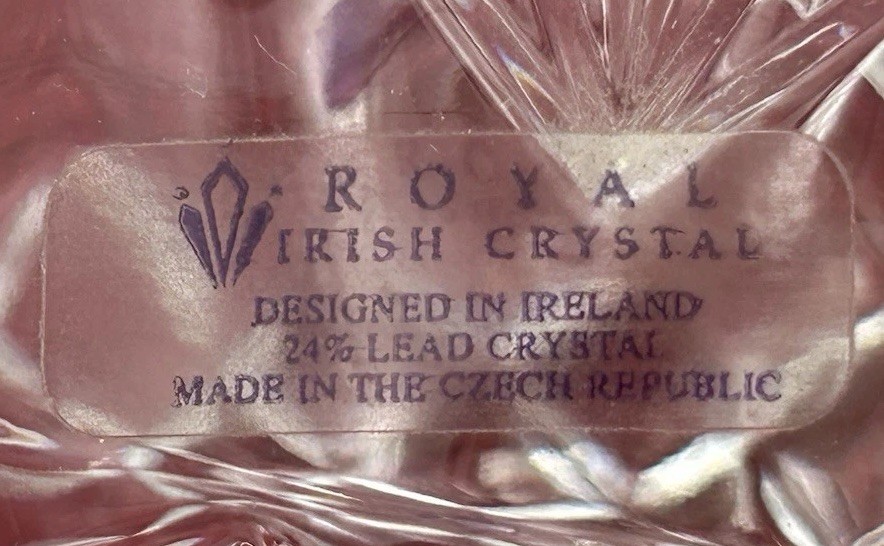 ROYAL
IRISH CRYSTAL
DESIGNED IN IRELAND
24% LEAD CRYSTAL
MADE IN THE CZECH REPUBLIC